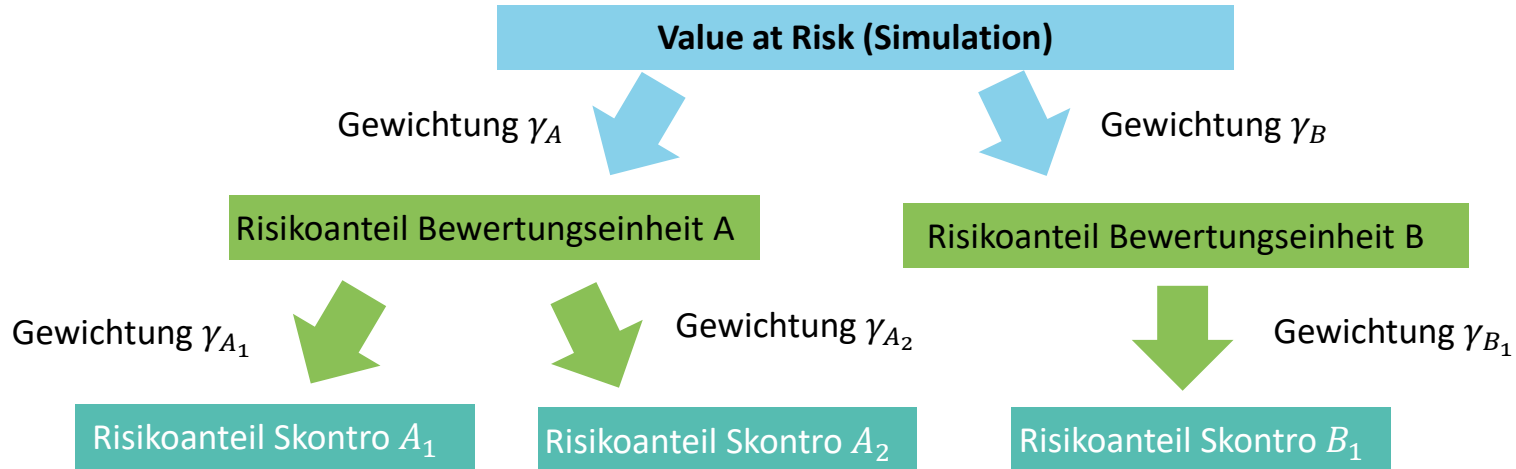 Value at Risk (Simulation)
Gewichtung γ_A
Gewichtung γ_B
Risikoanteil Bewertungseinheit A
Risikoanteil Bewertungseinheit B
Gewichtung γ_{A_1}
Gewichtung γ_{A_2}
Gewichtung γ_{B_1}
Risikoanteil Skontro A_1
Risikoanteil Skontro A_2
Risikoanteil Skontro B_1